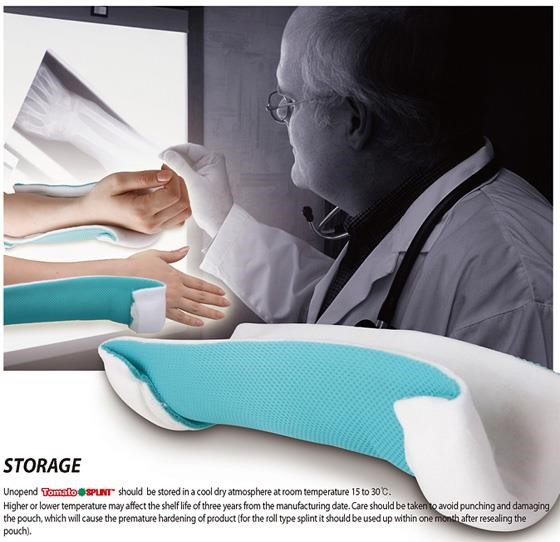 STORAGE
Unopend Tomato SPLINT™ should be stored in a cool dry atmosphere at room temperature 15 to 30℃.
Higher or lower temperature may affect the shelf life of three years from the manufacturing date. Care should be taken to avoid punching and damaging
the pouch, which will cause the premature hardening of product (for the roll type splint it should be used up within one month after resealing the
pouch).